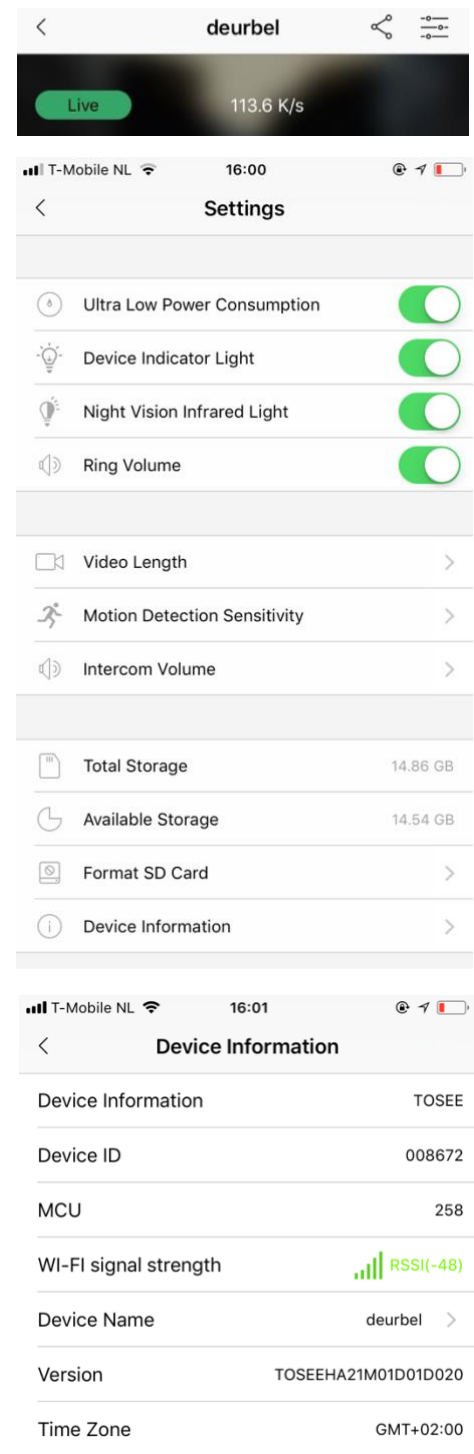 deurbel
Live 113.6 K/s
T-Mobile NL 16:00
Settings
Ultra Low Power Consumption
Device Indicator Light
Night Vision Infrared Light
Ring Volume
Video Length
Motion Detection Sensitivity
Intercom Volume
Total Storage 14.86 GB
Available Storage 14.54 GB
Format SD Card
Device Information
T-Mobile NL 16:01
Device Information
Device Information TOSEE
Device ID 008672
MCU 258
WI-FI signal strength RSSI(-48)
Device Name deurbel
Version TOSEEHA21M01D01D020
Time Zone GMT+02:00